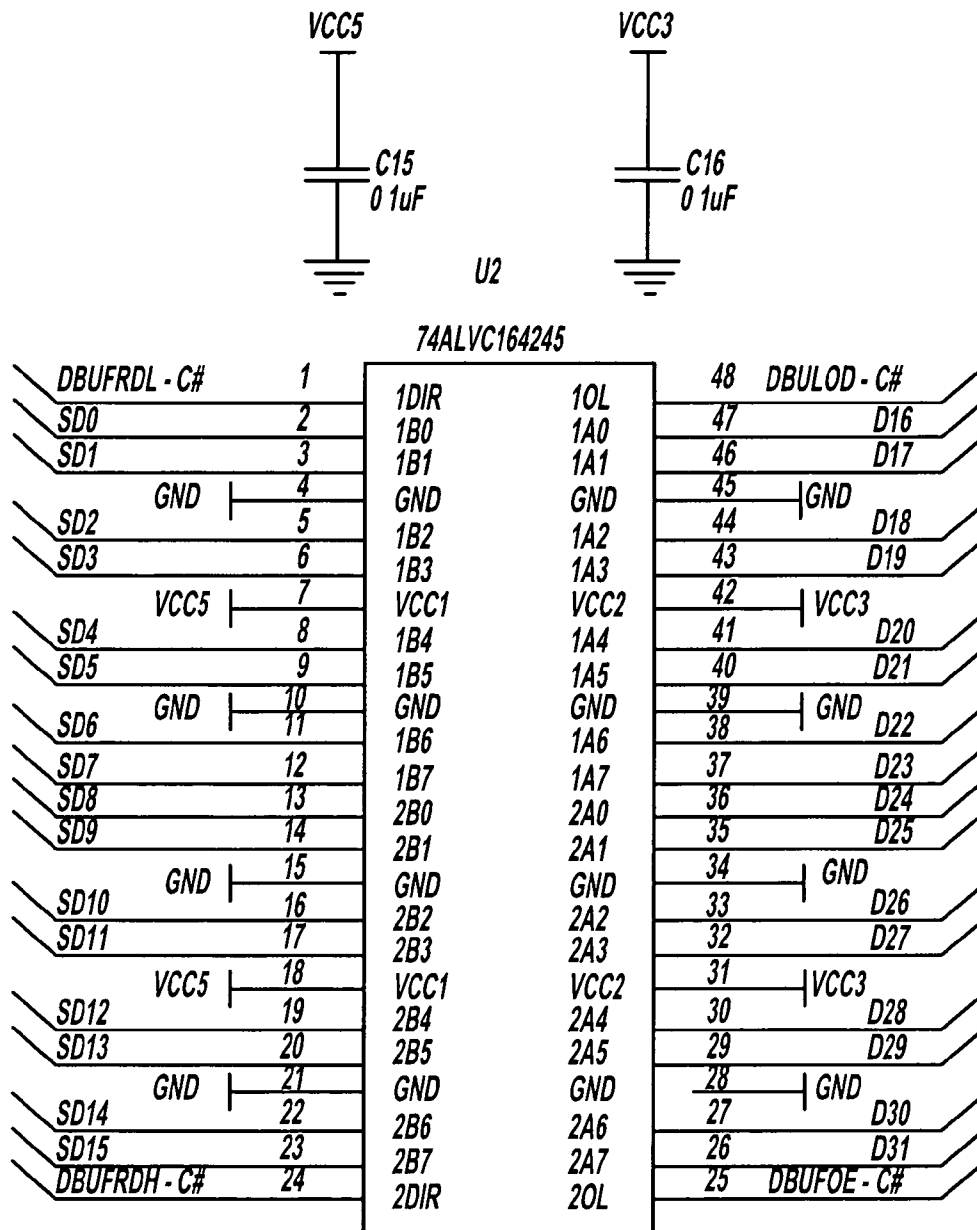 VCC5 VCC3
C15 C16
0 1uF 0 1uF
U2
74ALVC164245
DBUFRDL - C# 1 1DIR 1OL 48 DBULOD - C#
SD0 2 1B0 1A0 47 D16
SD1 3 1B1 1A1 46 D17
GND 4 GND GND 45 GND
SD2 5 1B2 1A2 44 D18
SD3 6 1B3 1A3 43 D19
VCC5 7 VCC1 VCC2 42 VCC3
SD4 8 1B4 1A4 41 D20
SD5 9 1B5 1A5 40 D21
GND 10 GND GND 39 GND
SD6 11 1B6 1A6 38 D22
SD7 12 1B7 1A7 37 D23
SD8 13 2B0 2A0 36 D24
SD9 14 2B1 2A1 35 D25
GND 15 GND GND 34 GND
SD10 16 2B2 2A2 33 D26
SD11 17 2B3 2A3 32 D27
VCC5 18 VCC1 VCC2 31 VCC3
SD12 19 2B4 2A4 30 D28
SD13 20 2B5 2A5 29 D29
GND 21 GND GND 28 GND
SD14 22 2B6 2A6 27 D30
SD15 23 2B7 2A7 26 D31
DBUFRDH - C# 24 2DIR 2OL 25 DBUFOE - C#